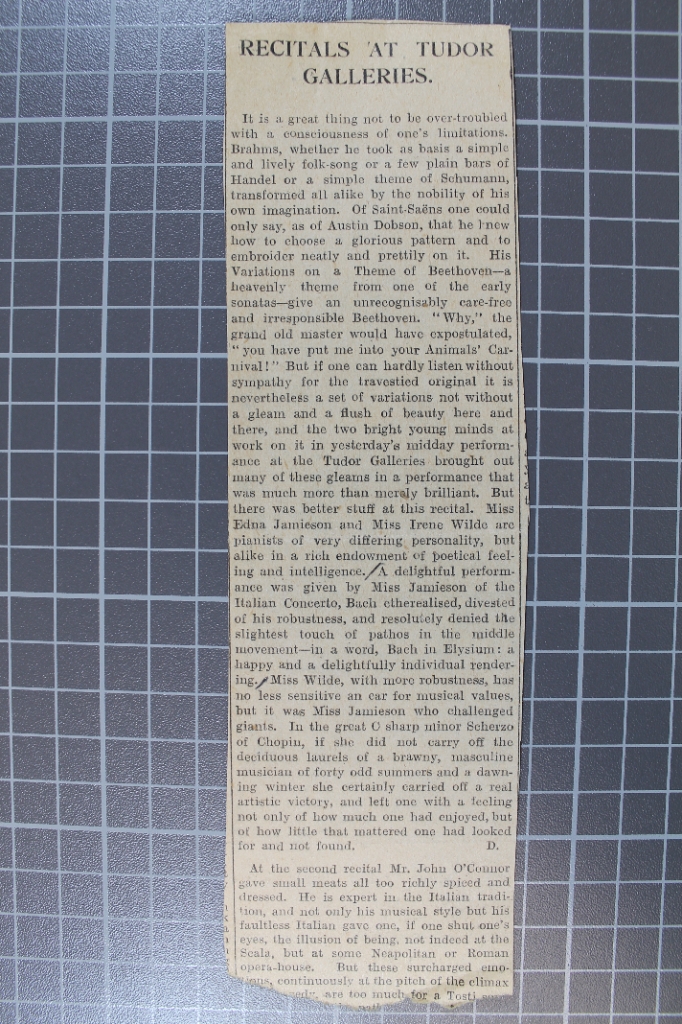 RECITALS AT TUDOR
GALLERIES.
It is a great thing not to be over-troubled
with a consciousness of one's limitations.
Brahms, whether he took as basis a simple
and lively folk-song or a few plain bars of
Handel or a simple theme of Schumann,
transformed all alike by the nobility of his
own imagination. Of Saint-Saëns one could
only say, as of Austin Dobson, that he knew
how to choose a glorious pattern and to
embroider neatly and prettily on it. His
Variations on a Theme of Beethoven—a
heavenly theme from one of the early
sonatas—give an unrecognisably care-free
and irresponsible Beethoven. "Why," the
grand old master would have expostulated,
"you have put me into your Animals' Car-
nival!" But if one can hardly listen without
sympathy for the travestied original it is
nevertheless a set of variations not without
a gleam and a flush of beauty here and
there, and the two bright young minds at
work on it in yesterday's midday perform-
ance at the Tudor Galleries brought out
many of these gleams in a performance that
was much more than merely brilliant. But
there was better stuff at this recital. Miss
Edna Jamieson and Miss Irene Wilde are
pianists of very differing personality, but
alike in a rich endowment of poetical feel-
ing and intelligence. A delightful perform-
ance was given by Miss Jamieson of the
Italian Concerto, Bach etherealised, divested
of his robustness, and resolutely denied the
slightest touch of pathos in the middle
movement—in a word, Bach in Elysium: a
happy and a delightfully individual render-
ing. Miss Wilde, with more robustness, has
no less sensitive an ear for musical values,
but it was Miss Jamieson who challenged
giants. In the great C sharp minor Scherzo
of Chopin, if she did not carry off the
deciduous laurels of a brawny, masculine
musician of forty odd summers and a dawn-
ing winter she certainly carried off a real
artistic victory, and left one with a feeling
not only of how much one had enjoyed, but
of how little that mattered one had looked
for and not found. D.
At the second recital Mr. John O'Connor
gave small meats all too richly spiced and
dressed. He is expert in the Italian tradi-
tion, and not only his musical style but his
faultless Italian gave one, if one shut one's
eyes, the illusion of being, not indeed at the
Scala, but at some Neapolitan or Roman
opera-house. But these surcharged emo-
tions, continuously at the pitch of the climax
are too much for a Tosti